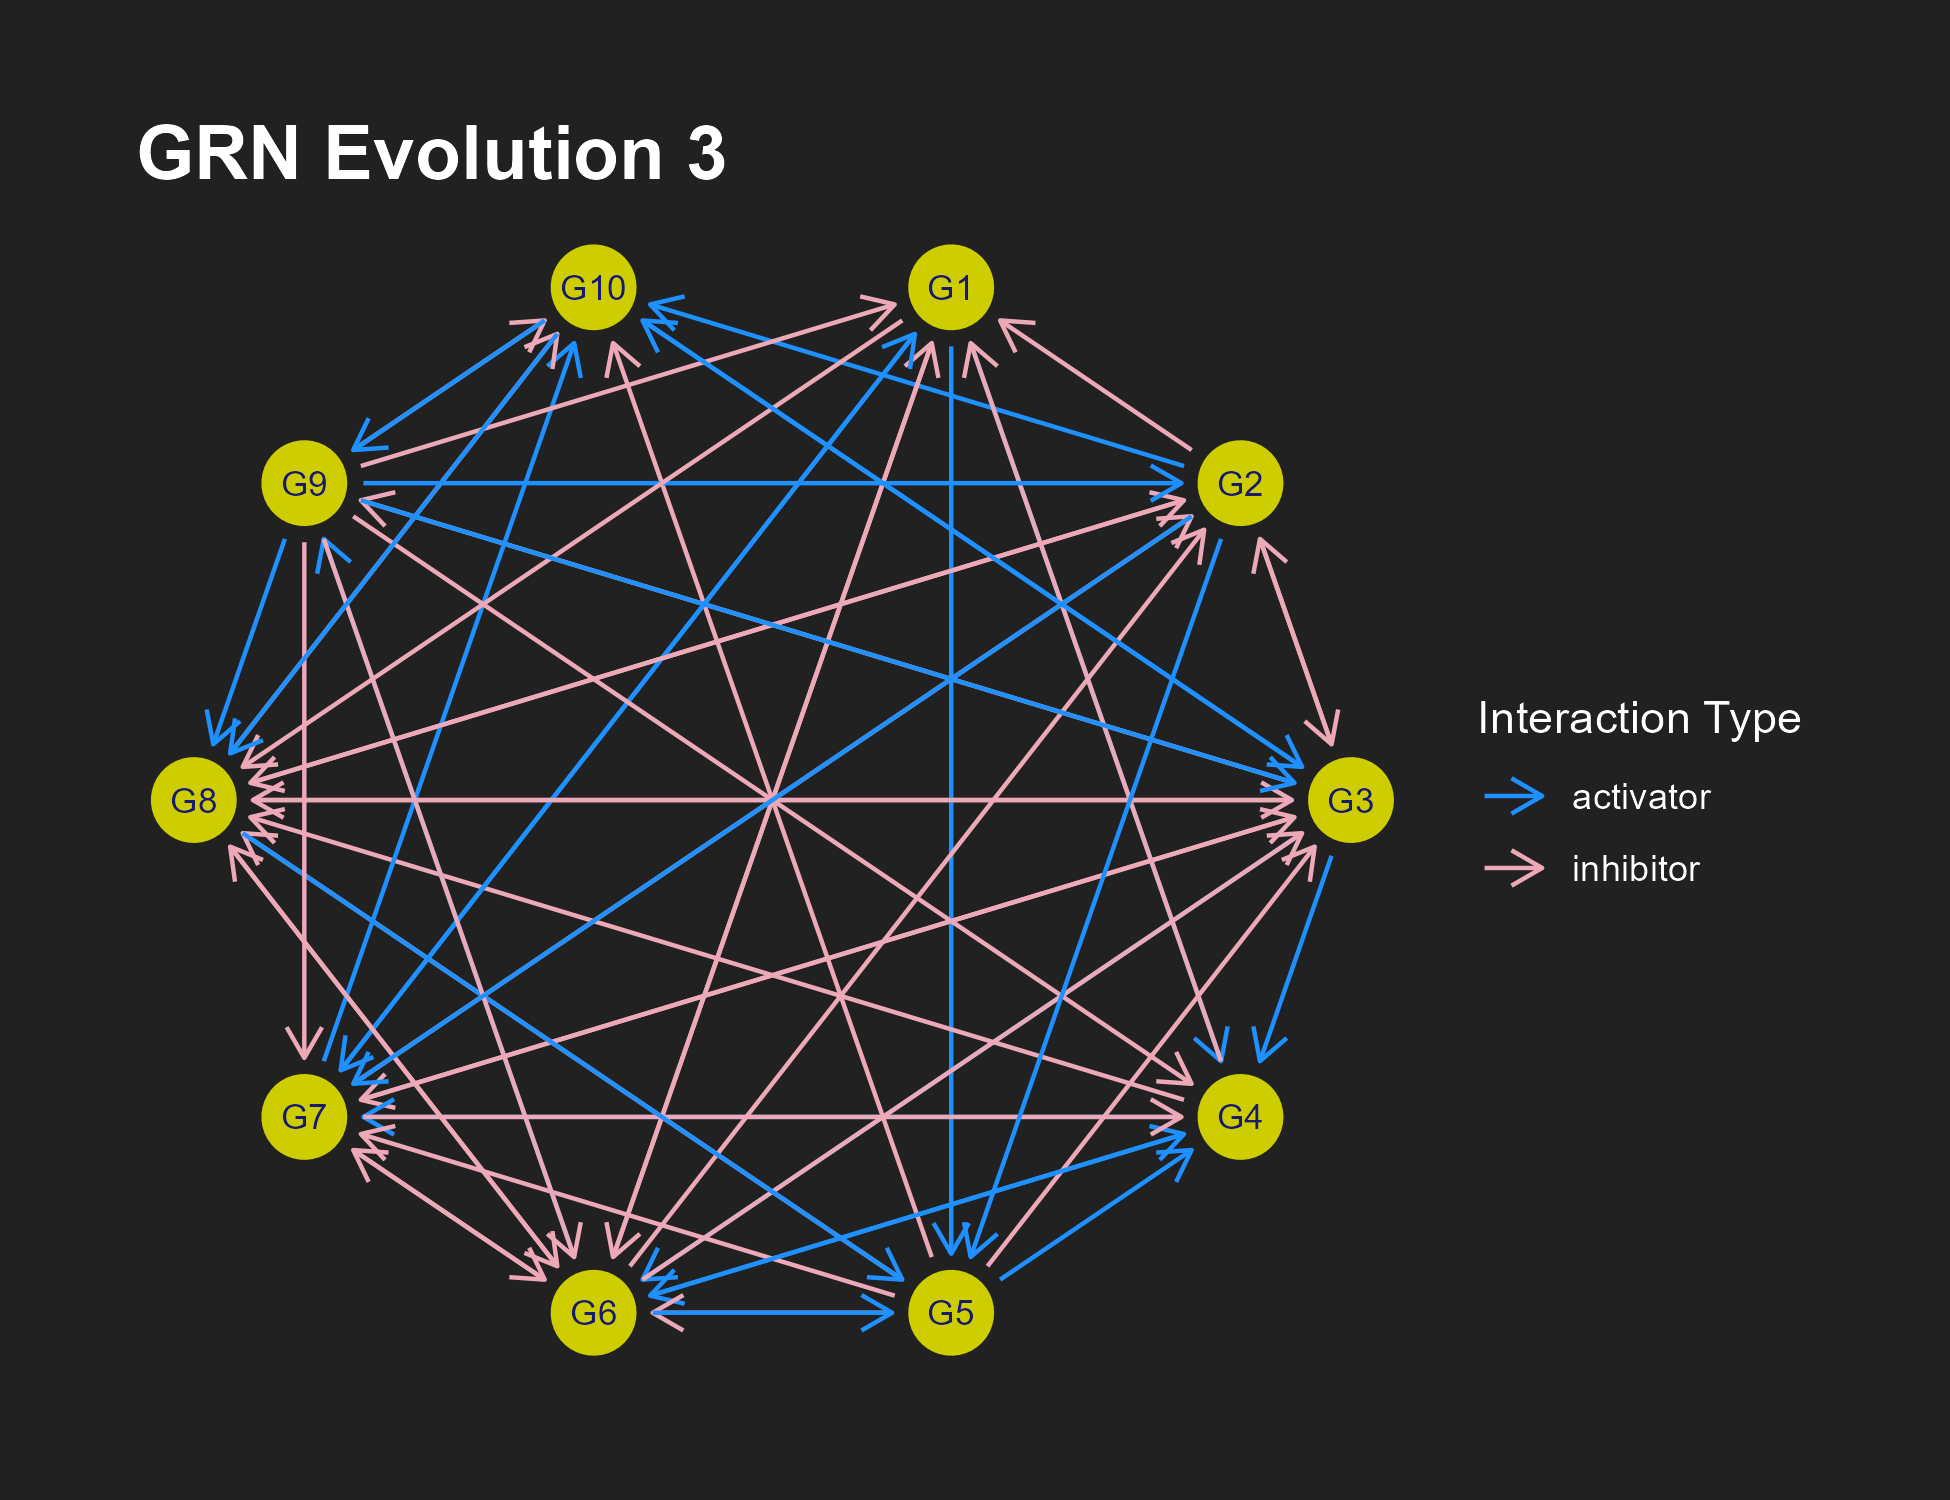 GRN Evolution 3
G10
G1
G9
G2
G8
G3
G7
G4
G6
G5
Interaction Type
activator
inhibitor